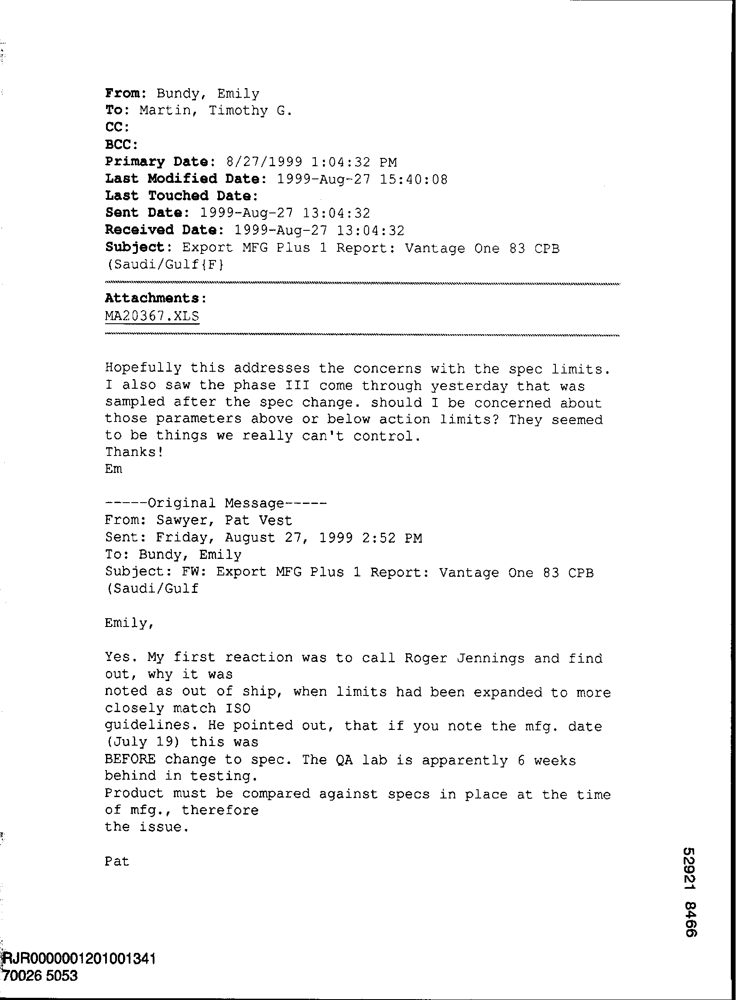 From: Bundy, Emily
To: Martin, Timothy G.
CC:
BCC:
Primary Date: 8/27/1999 1:04:32 PM
Last Modified Date: 1999-Aug-27 15:40:08
Last Touched Date:
Sent Date: 1999-Aug-27 13:04:32
Received Date: 1999-Aug-27 13:04:32
Subject: Export MFG Plus 1 Report: Vantage One 83 CPB
(Saudi/Gulf{F}
Attachments:
MA20367.XLS
Hopefully this addresses the concerns with the spec limits.
I also saw the phase III come through yesterday that was
sampled after the spec change. should I be concerned about
those parameters above or below action limits? They seemed
to be things we really can't control.
Thanks!
Em
-----Original Message-----
From: Sawyer, Pat Vest
Sent: Friday, August 27, 1999 2:52 PM
To: Bundy, Emily
Subject: FW: Export MFG Plus 1 Report: Vantage One 83 CPB
(Saudi/Gulf
Emily,
Yes. My first reaction was to call Roger Jennings and find
out, why it was
noted as out of ship, when limits had been expanded to more
closely match ISO
guidelines. He pointed out, that if you note the mfg. date
(July 19) this was
BEFORE change to spec. The QA lab is apparently 6 weeks
behind in testing.
Product must be compared against specs in place at the time
of mfg., therefore
the issue.
Pat
52921 8466
RJR0000001201001341
70026 5053